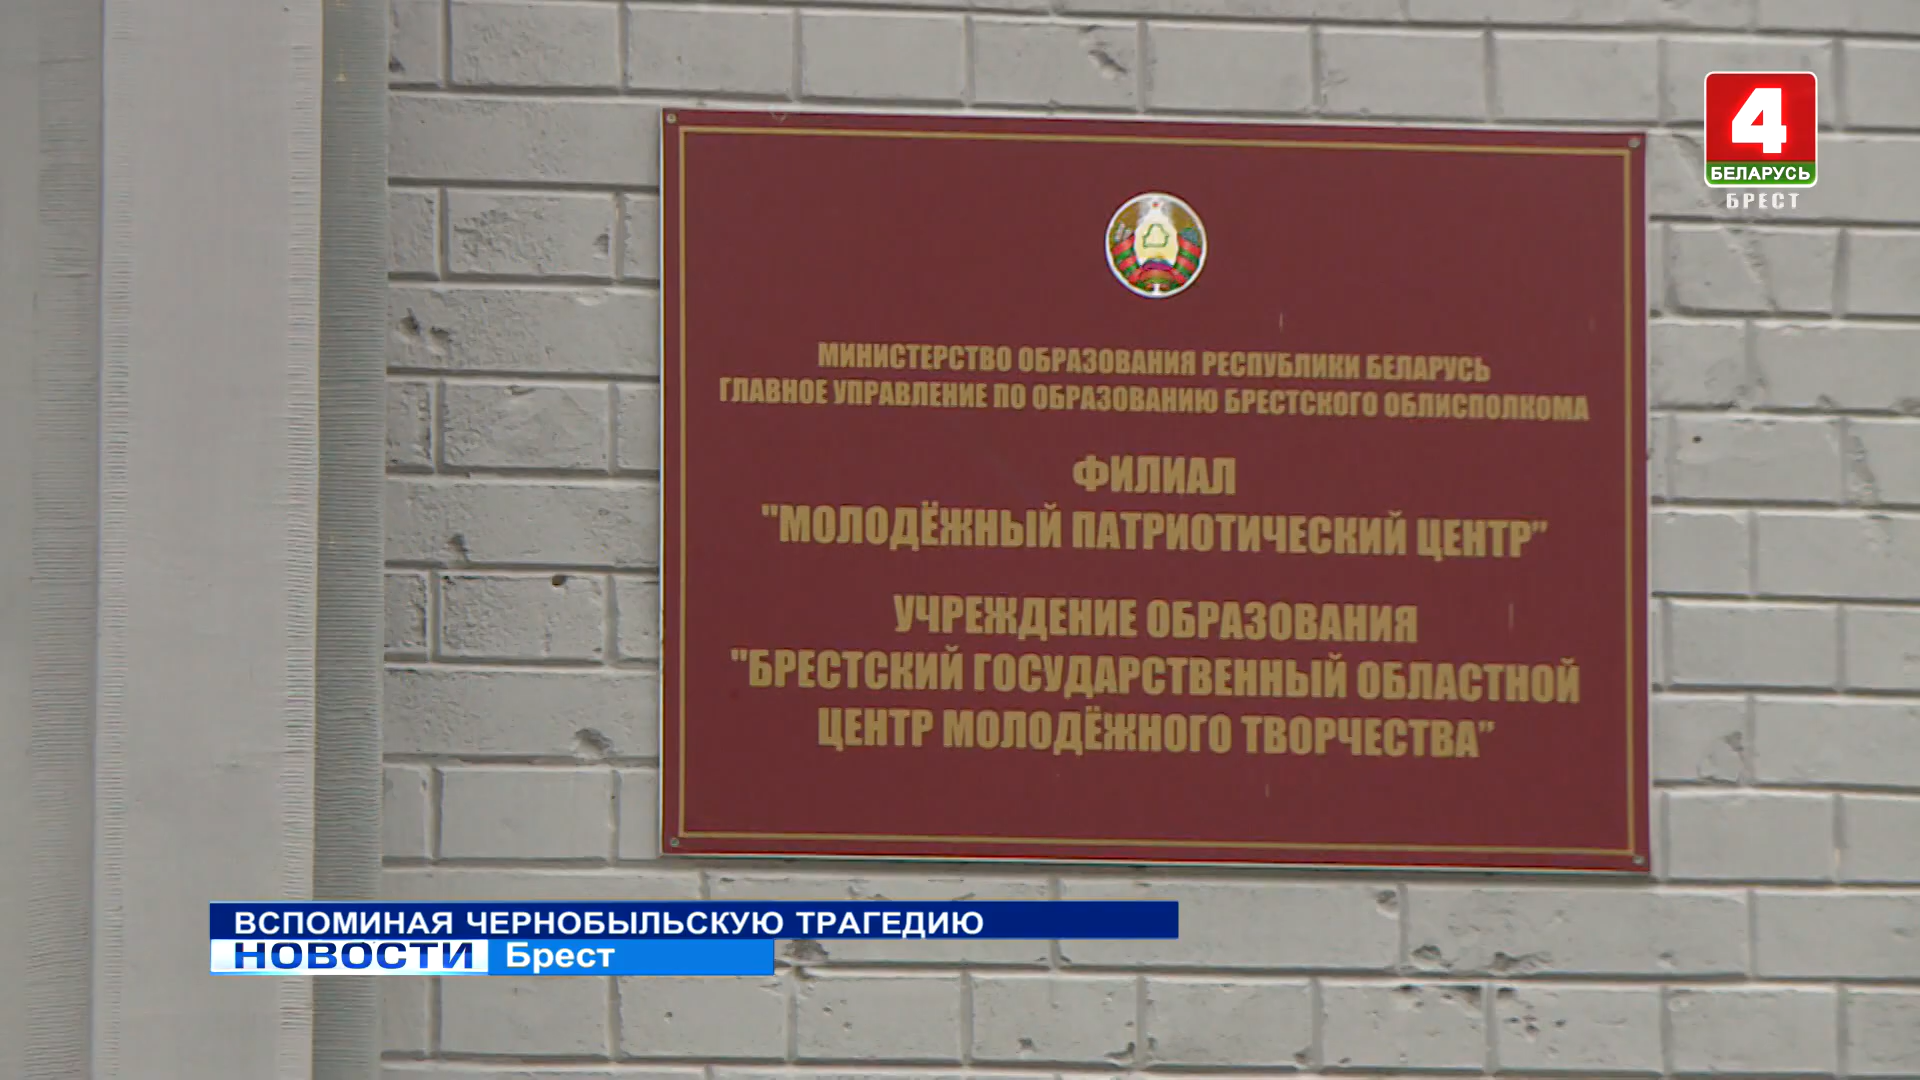 4
БЕЛАРУСЬ
БРЕСТ
МИНИСТЕРСТВО ОБРАЗОВАНИЯ РЕСПУБЛИКИ БЕЛАРУСЬ
ГЛАВНОЕ УПРАВЛЕНИЕ ПО ОБРАЗОВАНИЮ БРЕСТСКОГО ОБЛИСПОЛКОМА
ФИЛИАЛ
"МОЛОДЁЖНЫЙ ПАТРИОТИЧЕСКИЙ ЦЕНТР"
УЧРЕЖДЕНИЕ ОБРАЗОВАНИЯ
"БРЕСТСКИЙ ГОСУДАРСТВЕННЫЙ ОБЛАСТНОЙ
ЦЕНТР МОЛОДЁЖНОГО ТВОРЧЕСТВА"
ВСПОМИНАЯ ЧЕРНОБЫЛЬСКУЮ ТРАГЕДИЮ
НОВОСТИ Брест